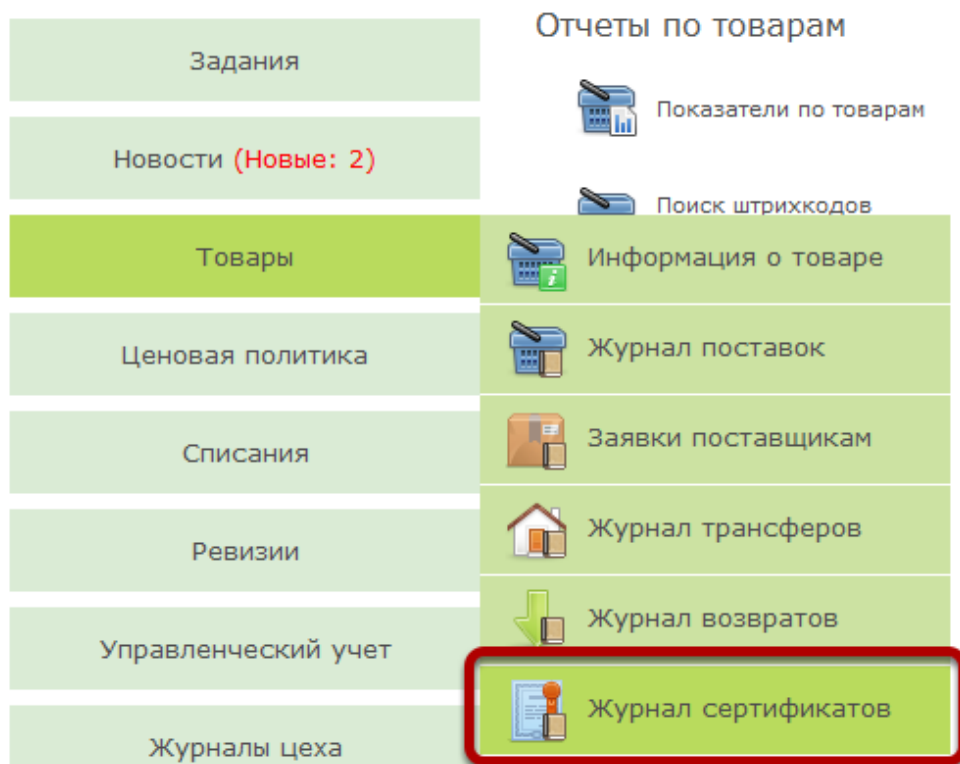 Задания
Новости (Новые: 2)
Товары
Ценовая политика
Списания
Ревизии
Управленческий учет
Журналы цеха
Отчеты по товарам
Показатели по товарам
Поиск штрихкодов
Информация о товаре
Журнал поставок
Заявки поставщикам
Журнал трансферов
Журнал возвратов
Журнал сертификатов